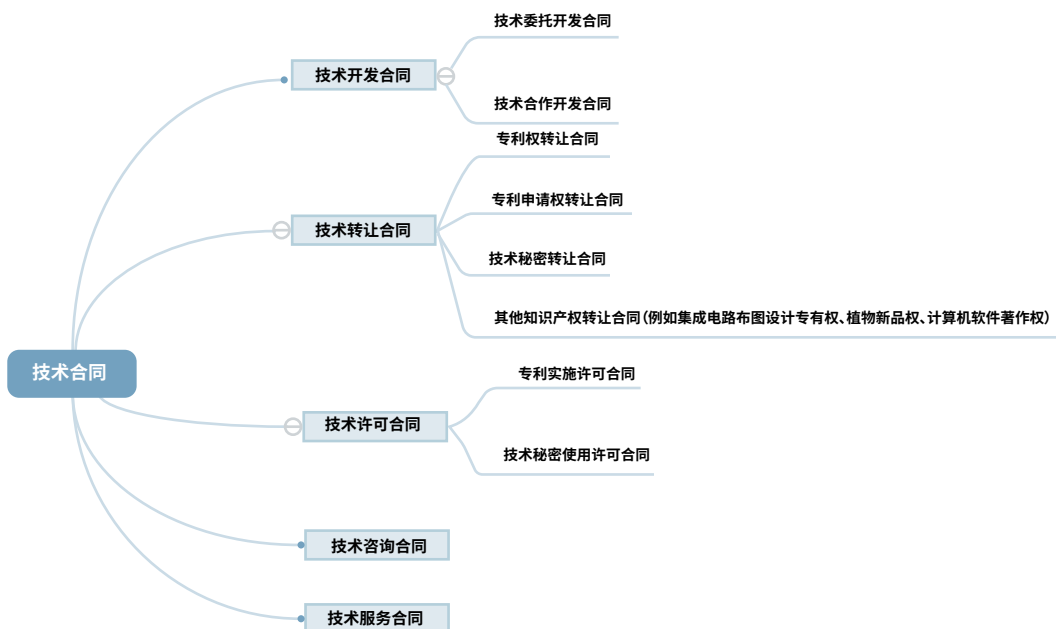 技术委托开发合同
技术开发合同
技术合作开发合同
专利权转让合同
专利申请权转让合同
技术转让合同
技术秘密转让合同
其他知识产权转让合同(例如集成电路布图设计专有权、植物新品权、计算机软件著作权)
技术合同
专利实施许可合同
技术许可合同
技术秘密使用许可合同
技术咨询合同
技术服务合同